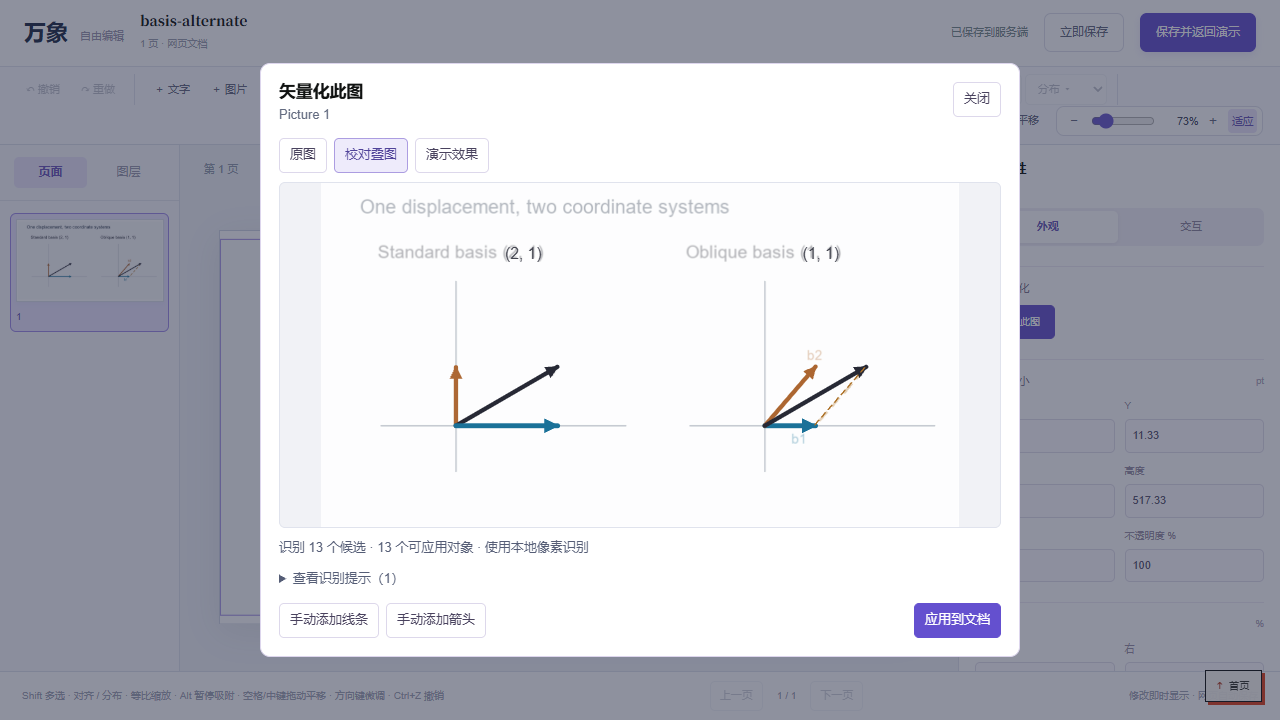 万象
自由编辑
basis-alternate
1 页 · 网页文档
已保存到服务端
立即保存
保存并返回演示
↶ 撤销
↷ 重做
+ 文字
+ 图片
分布
平移
− 73% +
适应
页面
图层
第 1 页
1
矢量化此图
Picture 1
关闭
原图
校对叠图
演示效果
One displacement, two coordinate systems
Standard basis (2, 1)
Oblique basis (1, 1)
b2
b1
识别 13 个候选 · 13 个可应用对象 · 使用本地像素识别
▶ 查看识别提示（1）
手动添加线条
手动添加箭头
应用到文档
性
外观
交互
化
此图
小
pt
Y
11.33
高度
517.33
不透明度 %
100
%
右
Shift 多选 · 对齐 / 分布 · 等比缩放 · Alt 暂停吸附 · 空格/中键拖动平移 · 方向键微调 · Ctrl+Z 撤销
上一页
1 / 1
下一页
修改即时显示 ·
↑ 首页